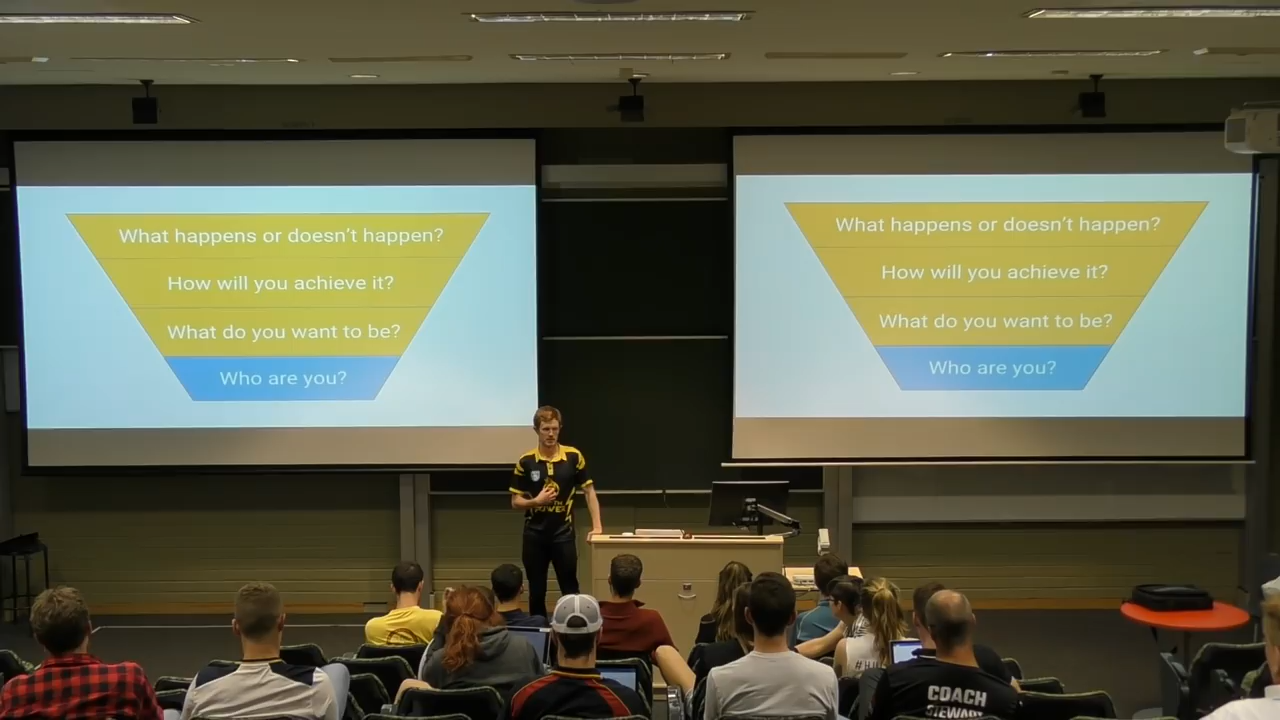 What happens or doesn't happen?
How will you achieve it?
What do you want to be?
Who are you?
What happens or doesn't happen?
How will you achieve it?
What do you want to be?
Who are you?
POWER
COACH
STEWART